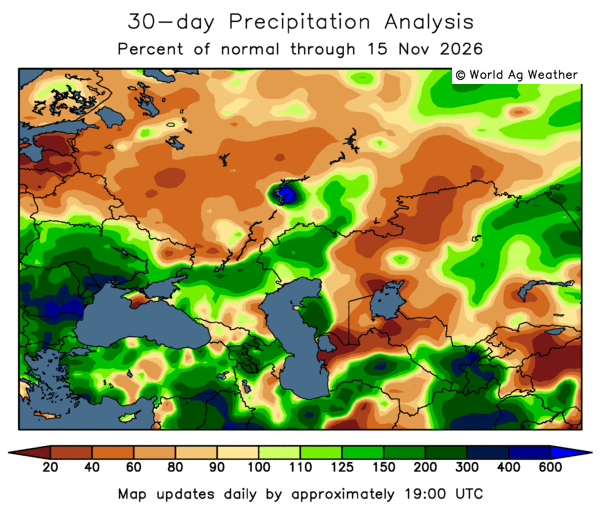 30-day Precipitation Analysis
Percent of normal through 15 Nov 2026
© World Ag Weather
20 40 60 80 90 100 110 125 150 200 300 400 600
Map updates daily by approximately 19:00 UTC